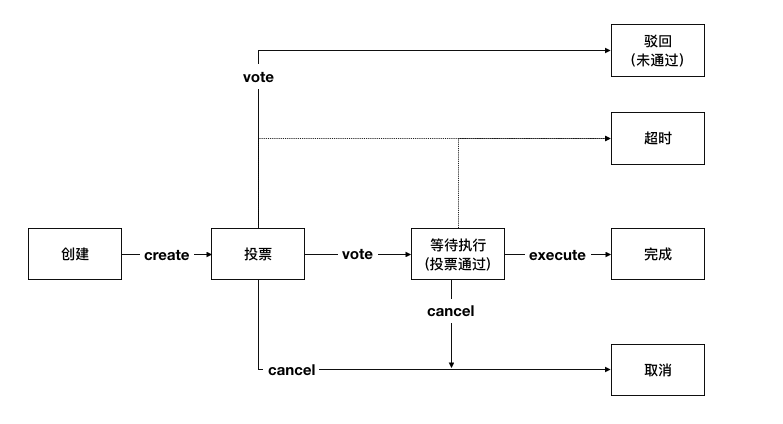 驳回
(未通过)
vote
超时
创建
create
投票
vote
等待执行
(投票通过)
execute
完成
cancel
cancel
取消